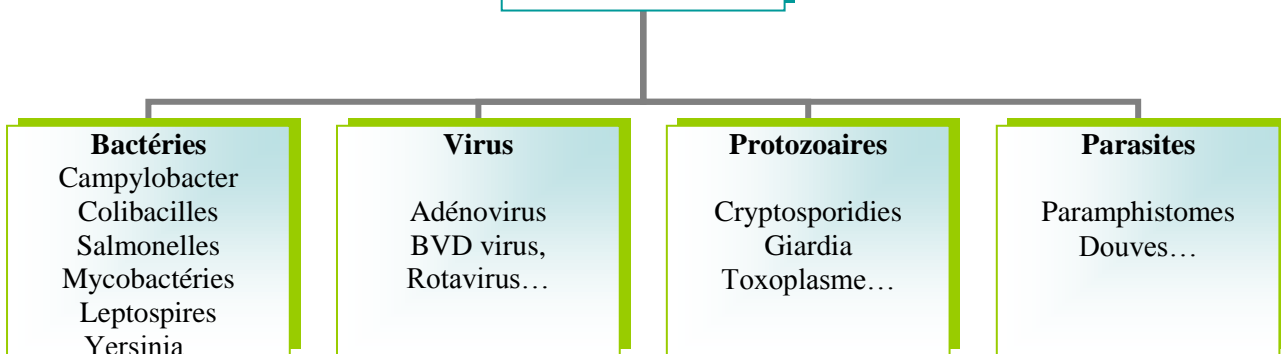 Bactéries
Campylobacter
Colibacilles
Salmonelles
Mycobactéries
Leptospires
Yersinia
Virus
Adénovirus
BVD virus,
Rotavirus…
Protozoaires
Cryptosporidies
Giardia
Toxoplasme…
Parasites
Paramphistomes
Douves…